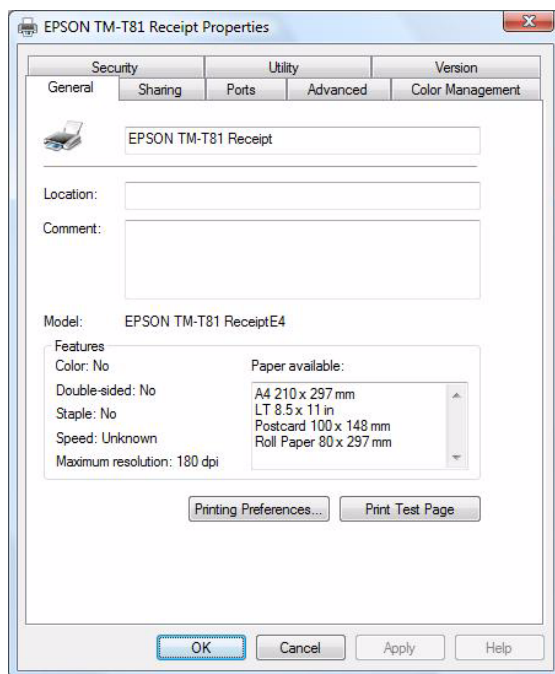 EPSON TM-T81 Receipt Properties
Security Utility Version
General Sharing Ports Advanced Color Management
EPSON TM-T81 Receipt
Location:
Comment:
Model: EPSON TM-T81 ReceiptE4
Features
Color: No
Double-sided: No
Staple: No
Speed: Unknown
Maximum resolution: 180 dpi
Paper available:
A4 210 x 297 mm
LT 8.5 x 11 in
Postcard 100 x 148 mm
Roll Paper 80 x 297 mm
Printing Preferences... Print Test Page
OK Cancel Apply Help